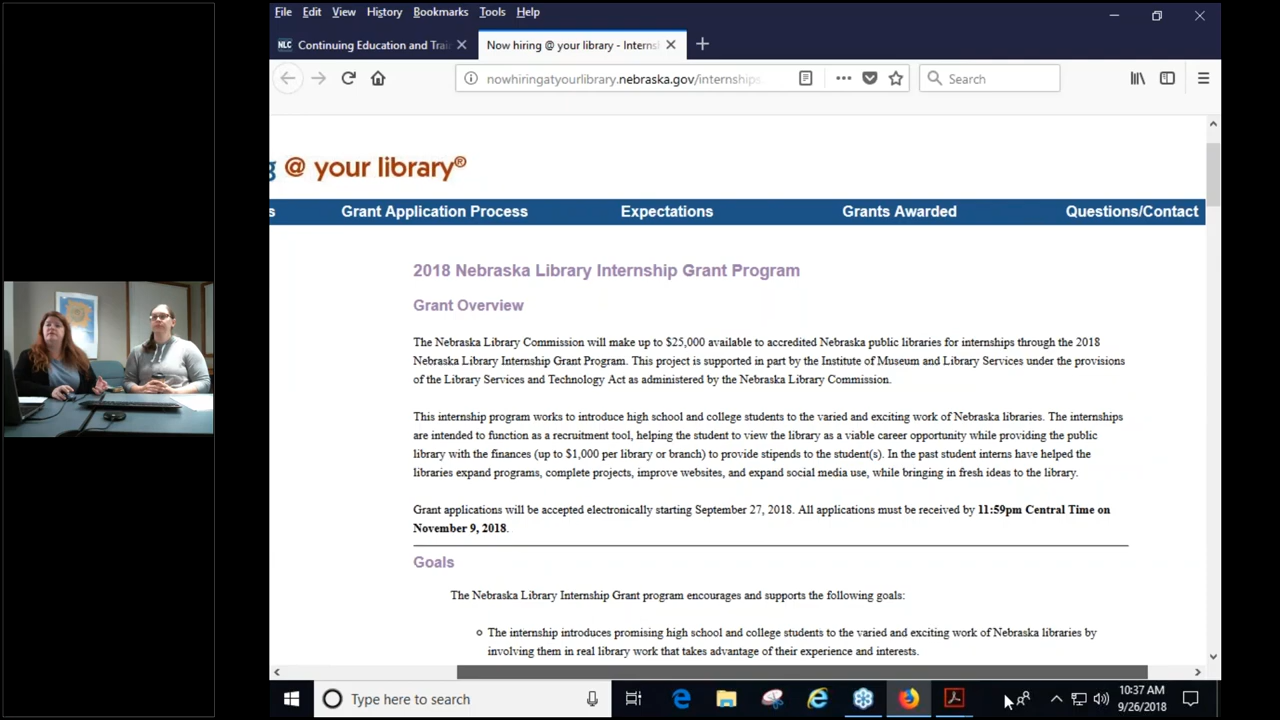 File Edit View History Bookmarks Tools Help
NLC Continuing Education and Trai
Now hiring @ your library - Interns
nowhiringatyourlibrary.nebraska.gov/internships
Search
@ your library®
s Grant Application Process Expectations Grants Awarded Questions/Contact
2018 Nebraska Library Internship Grant Program
Grant Overview
The Nebraska Library Commission will make up to $25,000 available to accredited Nebraska public libraries for internships through the 2018
Nebraska Library Internship Grant Program. This project is supported in part by the Institute of Museum and Library Services under the provisions
of the Library Services and Technology Act as administered by the Nebraska Library Commission.
This internship program works to introduce high school and college students to the varied and exciting work of Nebraska libraries. The internships
are intended to function as a recruitment tool, helping the student to view the library as a viable career opportunity while providing the public
library with the finances (up to $1,000 per library or branch) to provide stipends to the student(s). In the past student interns have helped the
libraries expand programs, complete projects, improve websites, and expand social media use, while bringing in fresh ideas to the library.
Grant applications will be accepted electronically starting September 27, 2018. All applications must be received by 11:59pm Central Time on
November 9, 2018.
Goals
The Nebraska Library Internship Grant program encourages and supports the following goals:
The internship introduces promising high school and college students to the varied and exciting work of Nebraska libraries by
involving them in real library work that takes advantage of their experience and interests.
Type here to search
10:37 AM
9/26/2018